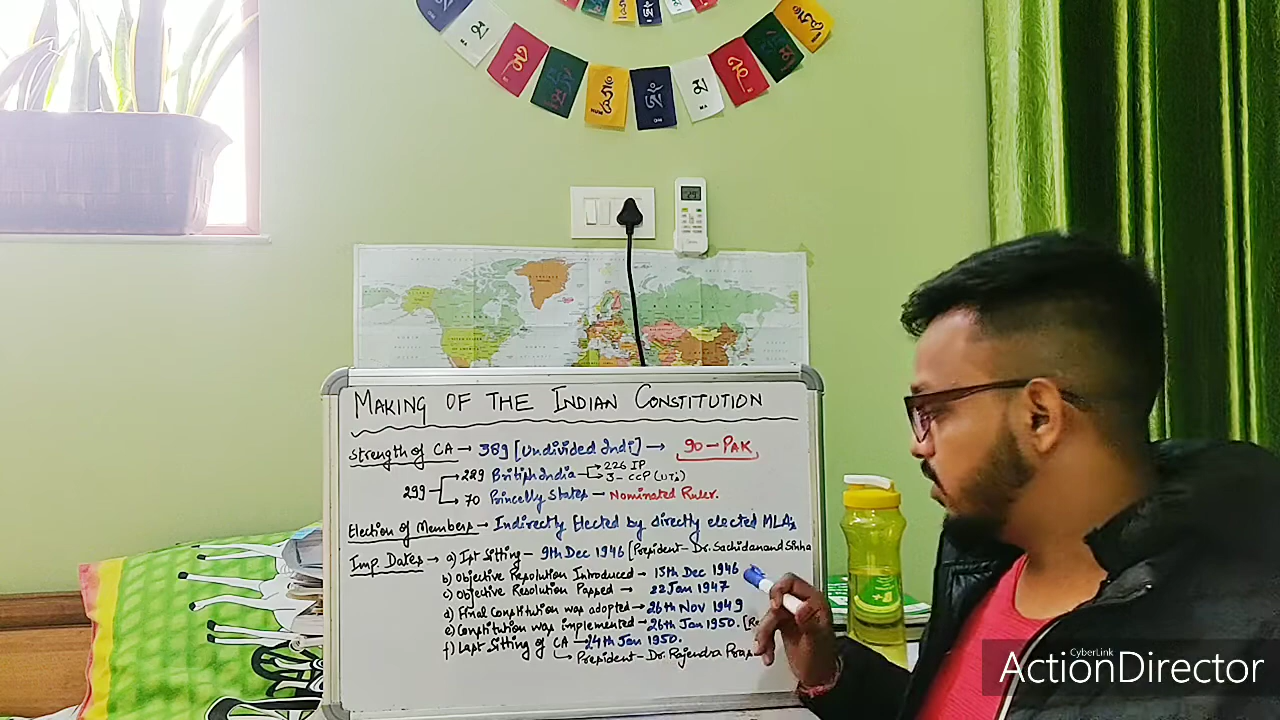 MAKING OF THE INDIAN CONSTITUTION
Strength of CA → 389 [Undivided Indi] → 90 - PAK
299 → 229 British India → 226 IP
3 - CCP (UTs)
→ 70 Princely States - Nominated Ruler.
Election of Members → Indirectly Elected by directly elected MLAs
Imp. Dates → a) Ist Sitting - 9th Dec 1946 [President - Dr. Sachidanand Sinha
b) Objective Resolution Introduced → 13th Dec 1946
c) Objective Resolution Passed → 22 Jan 1947
d) Final Constitution was adopted → 26th Nov 1949
e) Constitution was implemented → 26th Jan 1950.
f) Last Sitting of CA → 24th Jan 1950.
→ President - Dr. Rajendra
CyberLink
ActionDirector